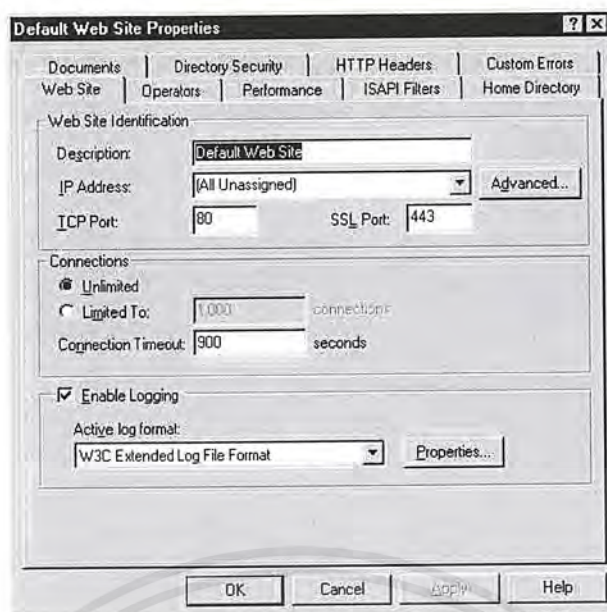 Default Web Site Properties ? ×
Documents Directory Security HTTP Headers Custom Errors
Web Site Operators Performance ISAPI Filters Home Directory
Web Site Identification
Description: Default Web Site
IP Address: (All Unassigned) Advanced...
TCP Port: 80 SSL Port: 443
Connections
Unlimited
Limited To: 1,000 connections
Connection Timeout: 900 seconds
Enable Logging
Active log format:
W3C Extended Log File Format Properties...
OK Cancel Apply Help